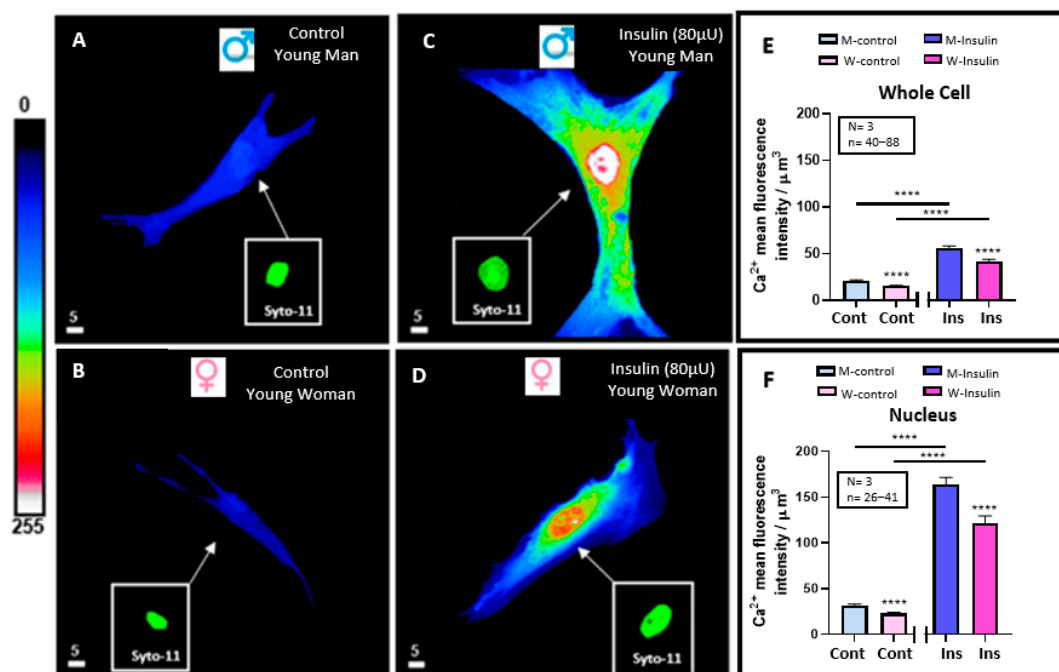 0
255
A
Control
Young Man
Syto-11
5
C
Insulin (80µU)
Young Man
Syto-11
5
B
Control
Young Woman
Syto-11
5
D
Insulin (80µU)
Young Woman
Syto-11
5
E
M-control
M-Insulin
W-control
W-Insulin
Whole Cell
N= 3
n= 40–88
Ca2+ mean fluorescence
intensity / µm3
200
150
100
50
0
****
****
****
****
Cont
Cont
Ins
Ins
F
M-control
M-Insulin
W-control
W-Insulin
Nucleus
N= 3
n= 26–41
Ca2+ mean fluorescence
intensity / µm3
200
150
100
50
0
****
****
****
****
Cont
Cont
Ins
Ins